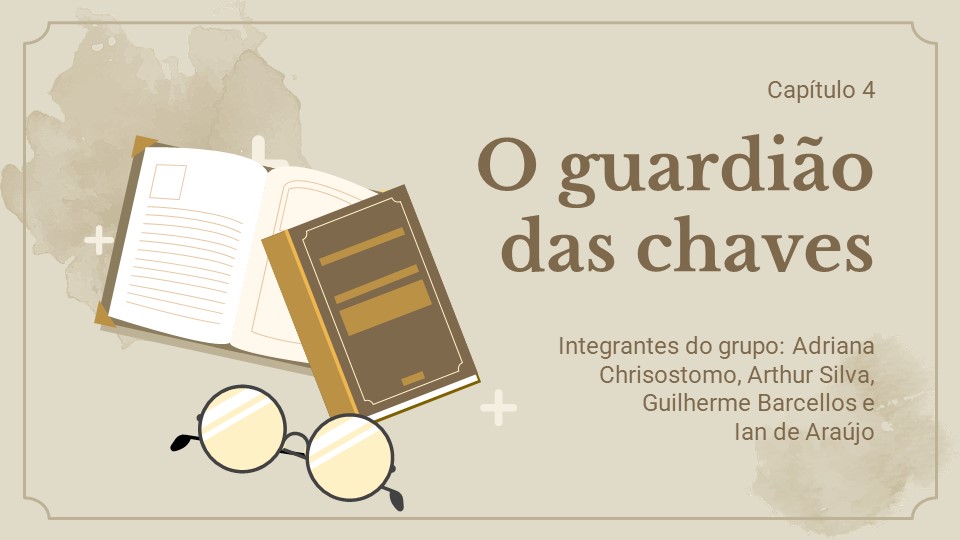 Capítulo 4
O guardião
das chaves
Integrantes do grupo: Adriana
Chrisostomo, Arthur Silva,
Guilherme Barcellos e
Ian de Araújo